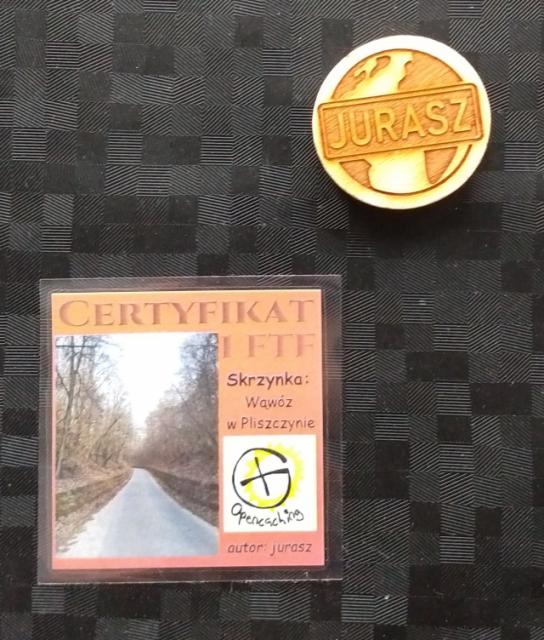 JURASZ
CERTYFIKAT
I FTF
Skrzynka:
Wąwóz
w Pliszczynie
Opencaching
autor: jurasz